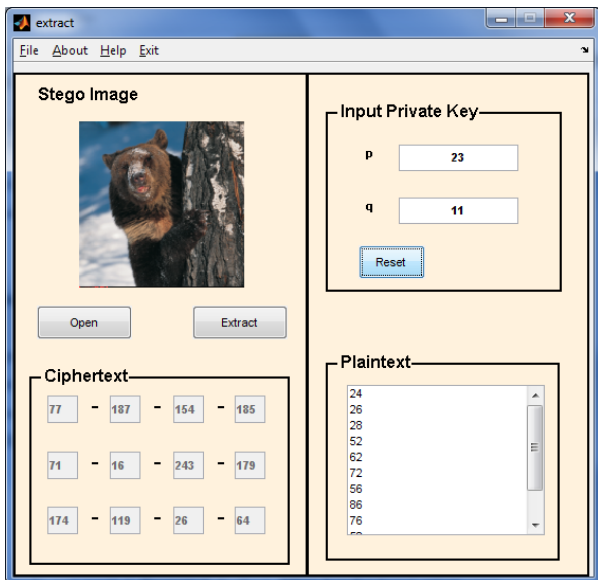 extract
File About Help Exit
Stego Image
Open Extract
Ciphertext
77 - 187 - 154 - 185
71 - 16 - 243 - 179
174 - 119 - 26 - 64
Input Private Key
p 23
q 11
Reset
Plaintext
24
26
28
52
62
72
56
86
76